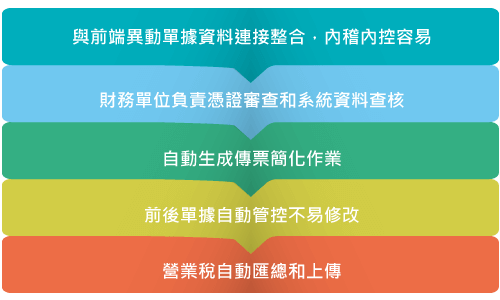 與前端異動單據資料連接整合，內稽內控容易
財務單位負責憑證審查和系統資料查核
自動生成傳票簡化作業
前後單據自動管控不易修改
營業稅自動匯總和上傳